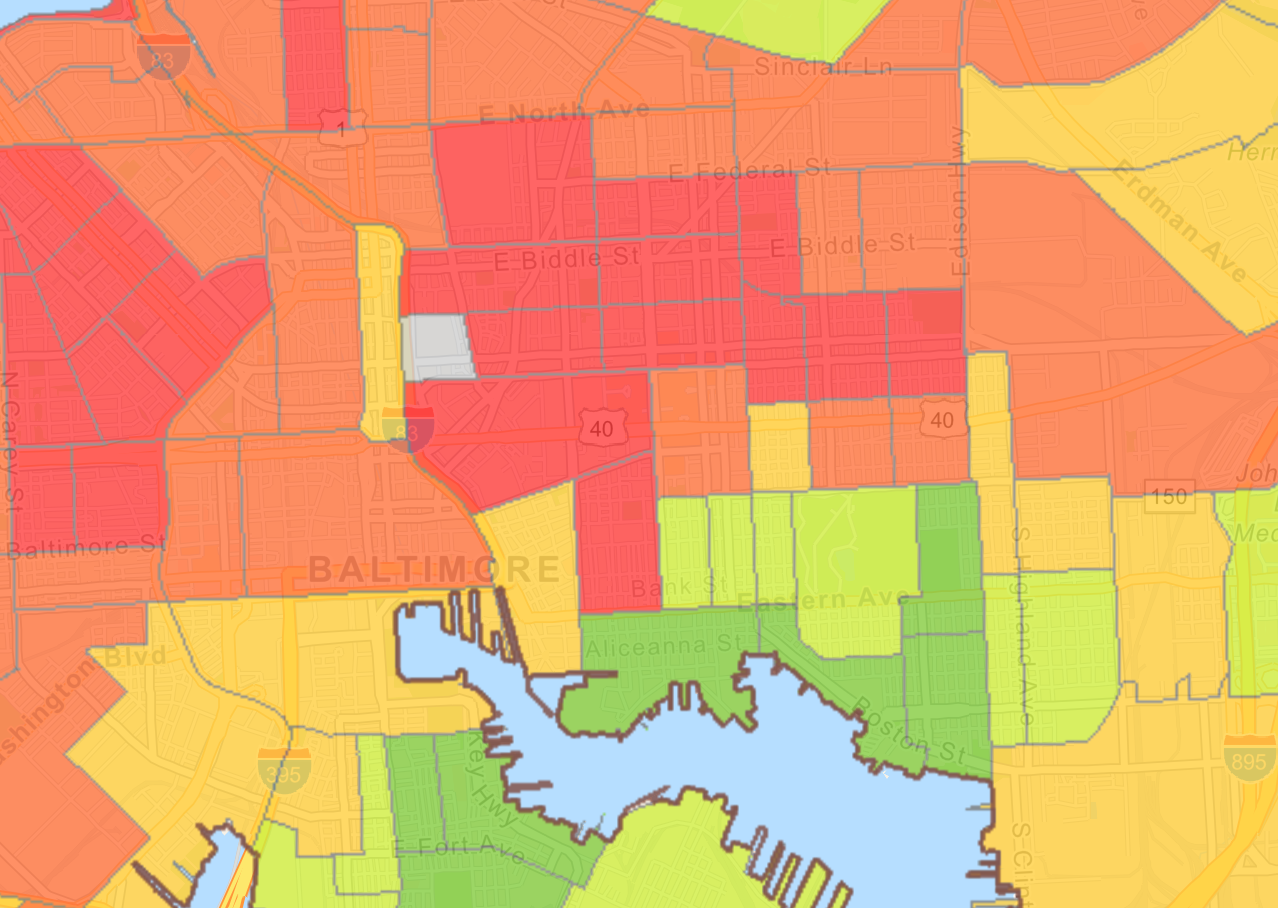 83
Sinclair Ln
E North Ave
1
E Federal St
Edison Hwy
Erdman Ave
E Biddle St
E Biddle St
N Carey St
83
40
40
150
Baltimore St
BALTIMORE
Bank St
Eastern Ave
Aliceanna St
S Highland Ave
Blvd
Boston St
395
Key Hwy
895
E Fort Ave